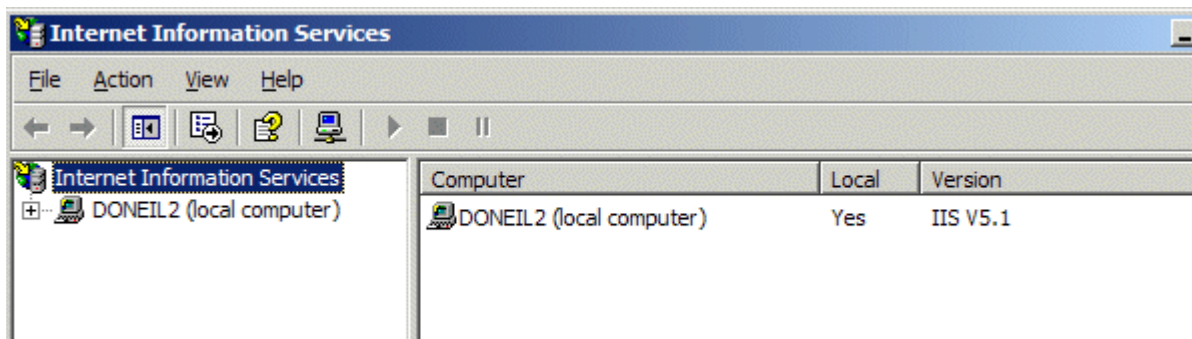 Internet Information Services
File Action View Help
Internet Information Services
DONEIL2 (local computer)
Computer Local Version
DONEIL2 (local computer) Yes IIS V5.1